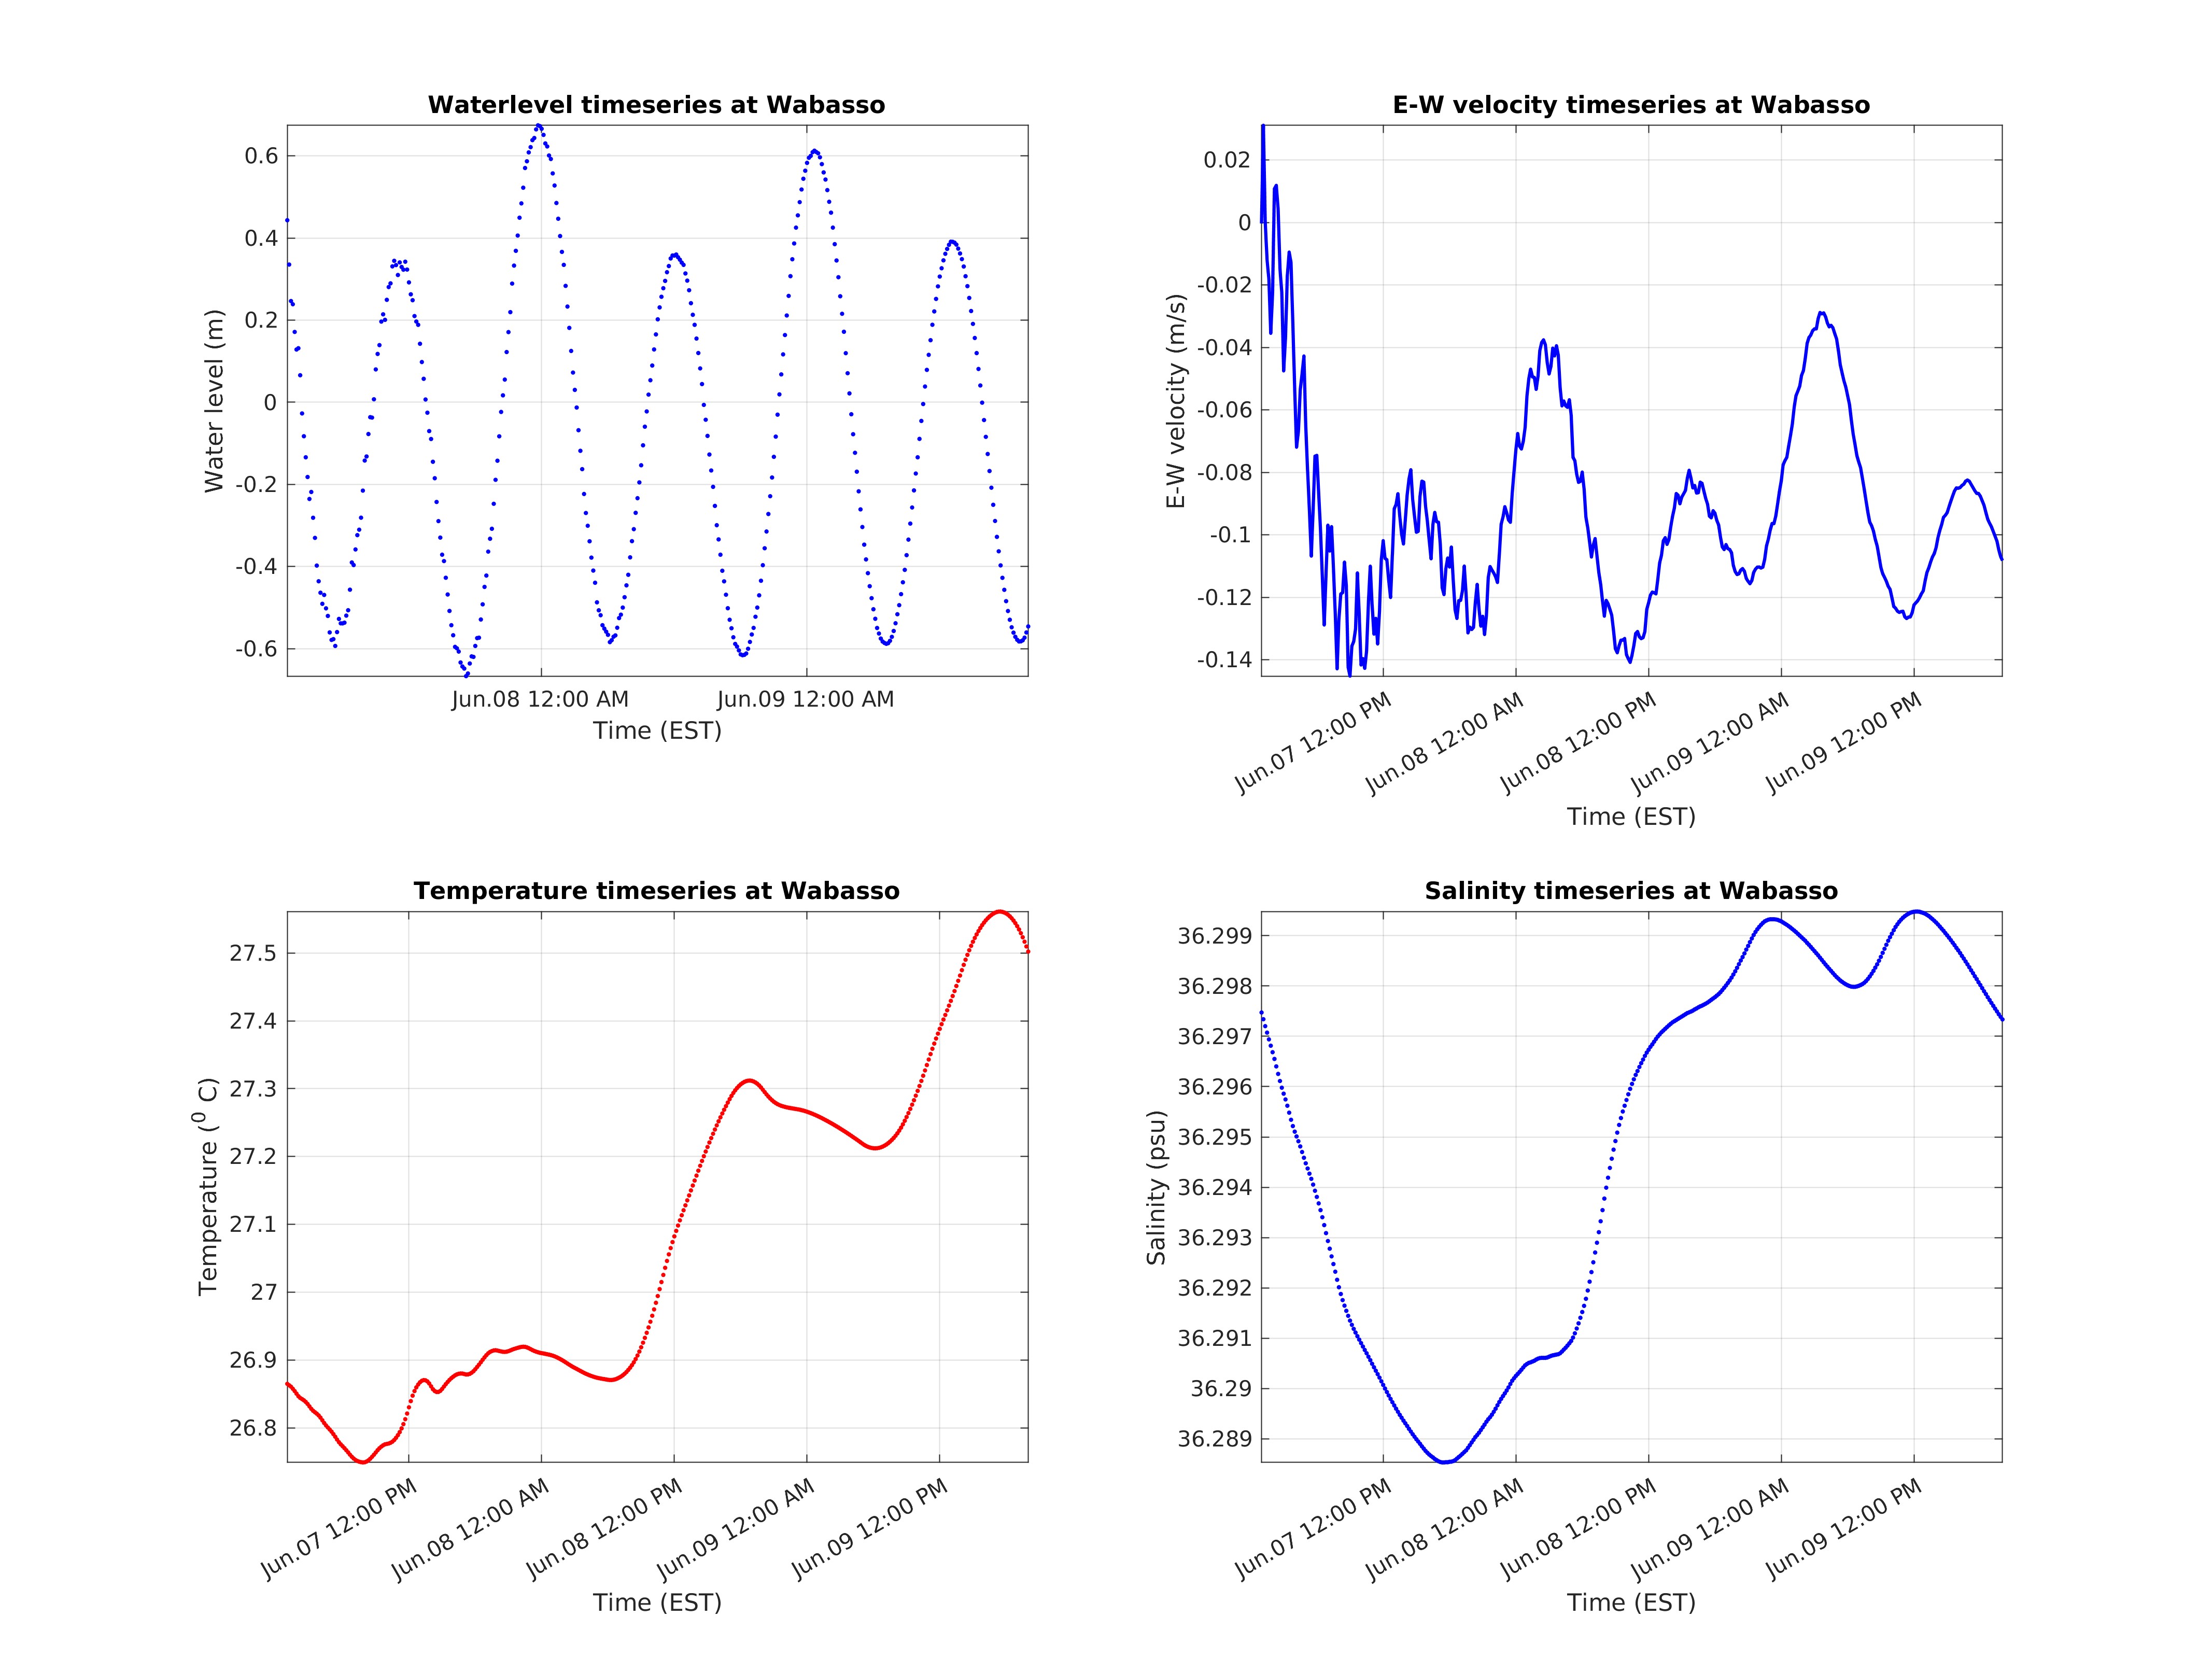 Waterlevel timeseries at Wabasso
0.6
0.4
0.2
0
-0.2
-0.4
-0.6
Water level (m)
Jun.08 12:00 AM
Jun.09 12:00 AM
Time (EST)
E-W velocity timeseries at Wabasso
0.02
0
-0.02
-0.04
-0.06
-0.08
-0.1
-0.12
-0.14
E-W velocity (m/s)
Jun.07 12:00 PM
Jun.08 12:00 AM
Jun.08 12:00 PM
Jun.09 12:00 AM
Jun.09 12:00 PM
Time (EST)
Temperature timeseries at Wabasso
27.5
27.4
27.3
27.2
27.1
27
26.9
26.8
Temperature (⁰ C)
Jun.07 12:00 PM
Jun.08 12:00 AM
Jun.08 12:00 PM
Jun.09 12:00 AM
Jun.09 12:00 PM
Time (EST)
Salinity timeseries at Wabasso
36.299
36.298
36.297
36.296
36.295
36.294
36.293
36.292
36.291
36.29
36.289
Salinity (psu)
Jun.07 12:00 PM
Jun.08 12:00 AM
Jun.08 12:00 PM
Jun.09 12:00 AM
Jun.09 12:00 PM
Time (EST)